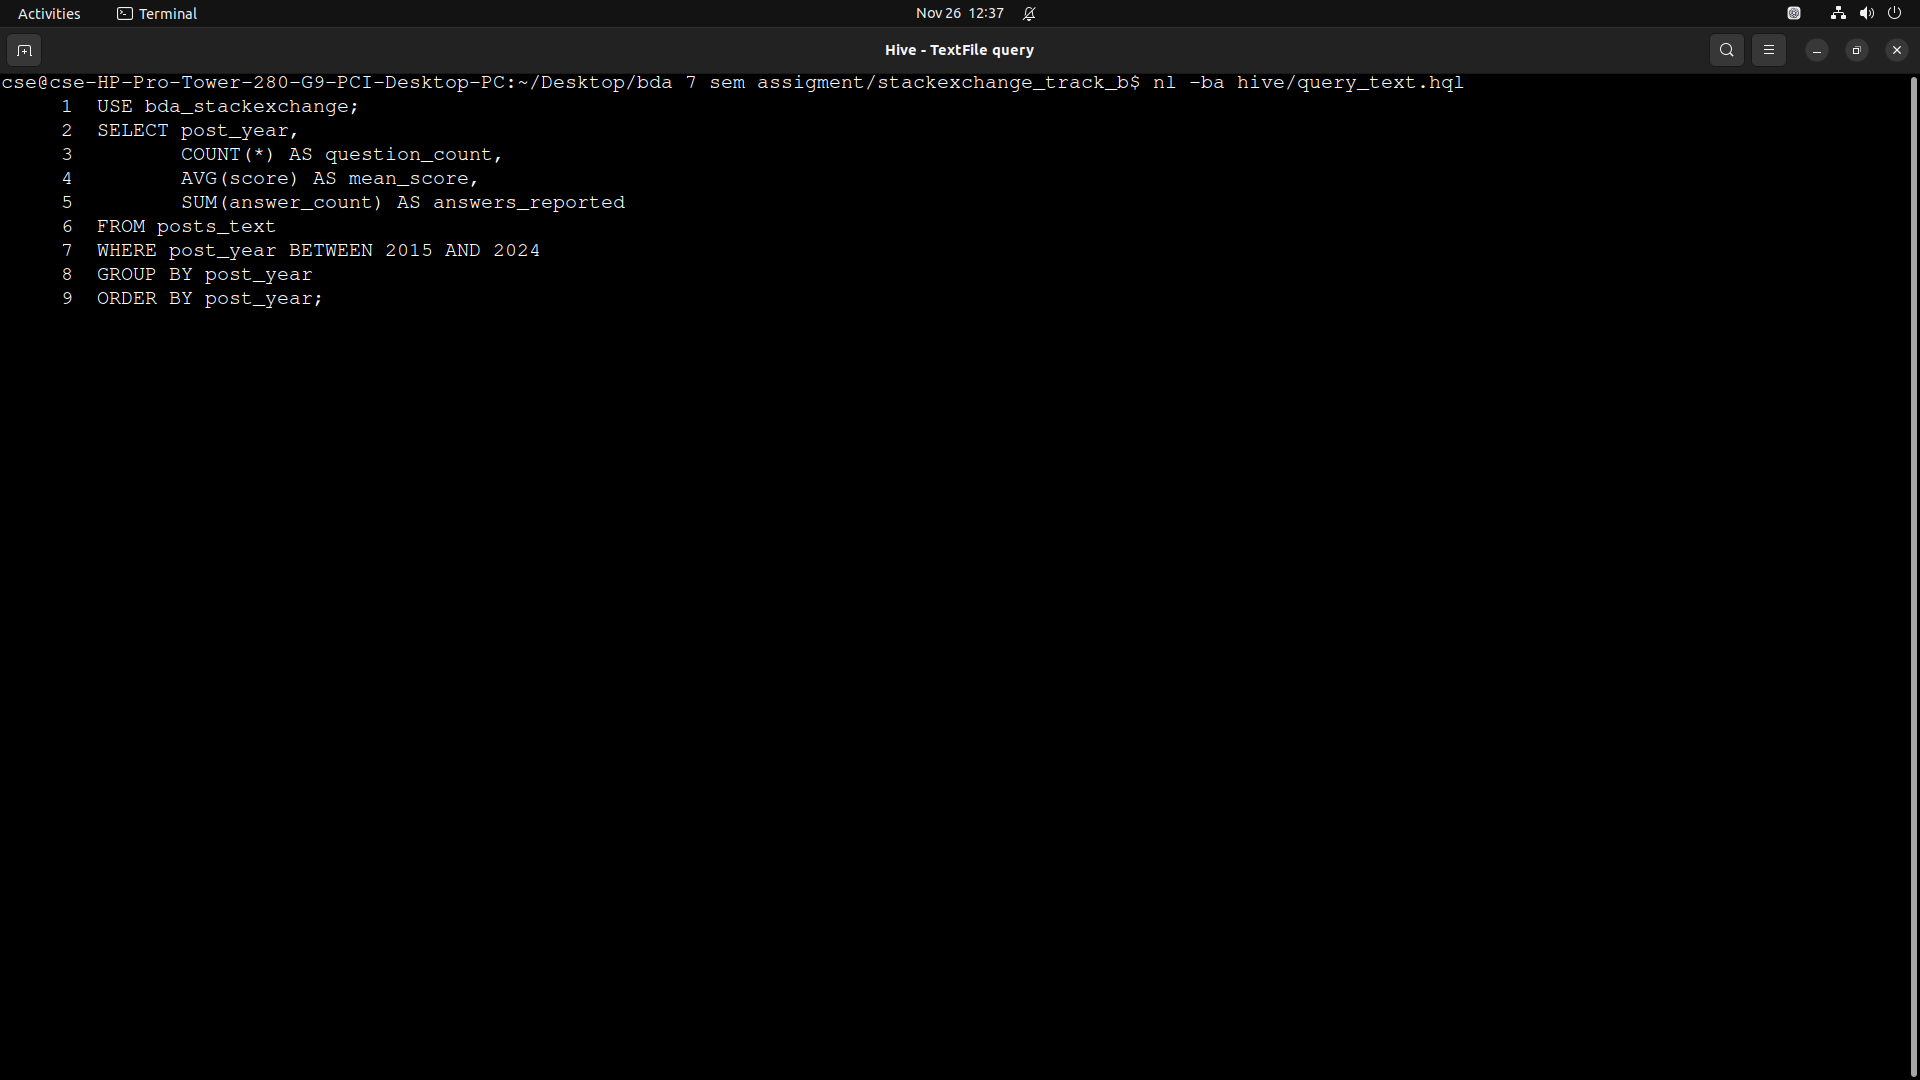 Activities Terminal Nov 26 12:37
Hive - TextFile query
cse@cse-HP-Pro-Tower-280-G9-PCI-Desktop-PC:~/Desktop/bda 7 sem assigment/stackexchange_track_b$ nl -ba hive/query_text.hql
1 USE bda_stackexchange;
2 SELECT post_year,
3 COUNT(*) AS question_count,
4 AVG(score) AS mean_score,
5 SUM(answer_count) AS answers_reported
6 FROM posts_text
7 WHERE post_year BETWEEN 2015 AND 2024
8 GROUP BY post_year
9 ORDER BY post_year;